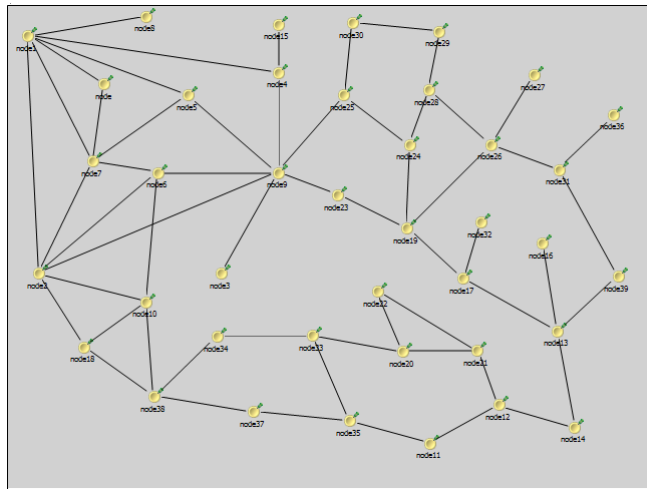 node8
node15
node30
node29
node1
node4
node27
node
node5
node25
node28
node36
node24
node26
node7
node6
node9
node31
node23
node19
node32
node16
node2
node3
node17
node39
node22
node10
node13
node18
node34
node33
node20
node21
node38
node37
node35
node12
node14
node11